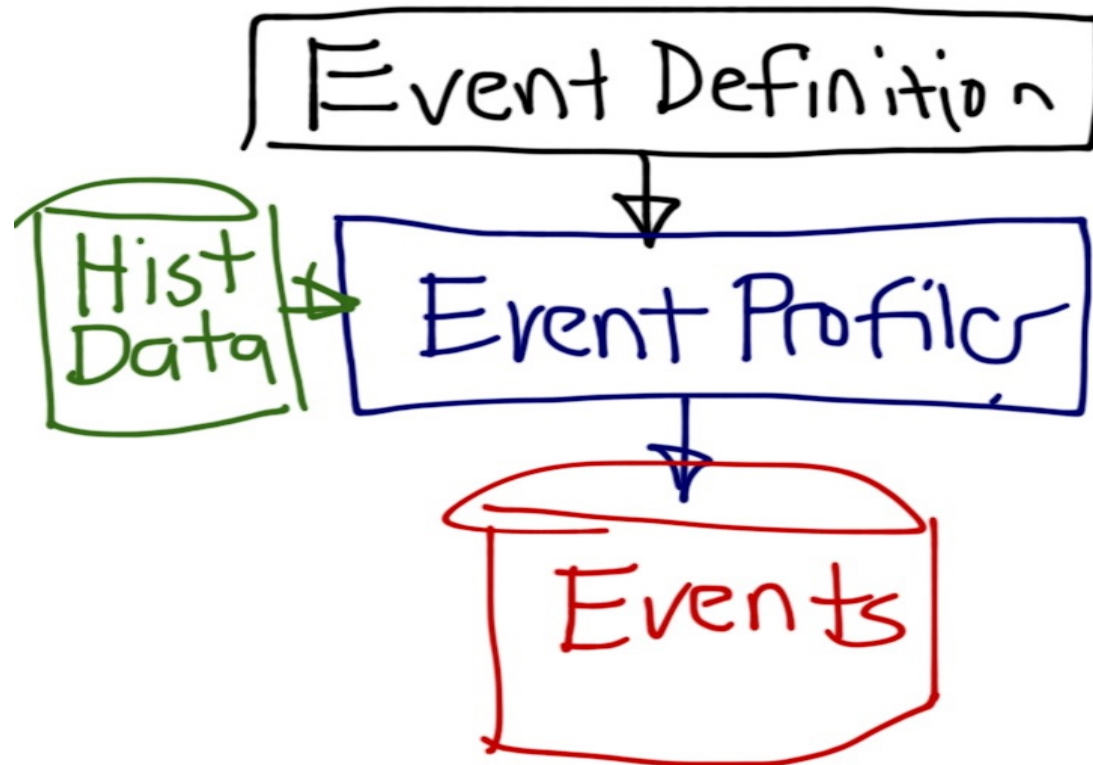 Event Definition
Hist
Data
Event Profiler
Events